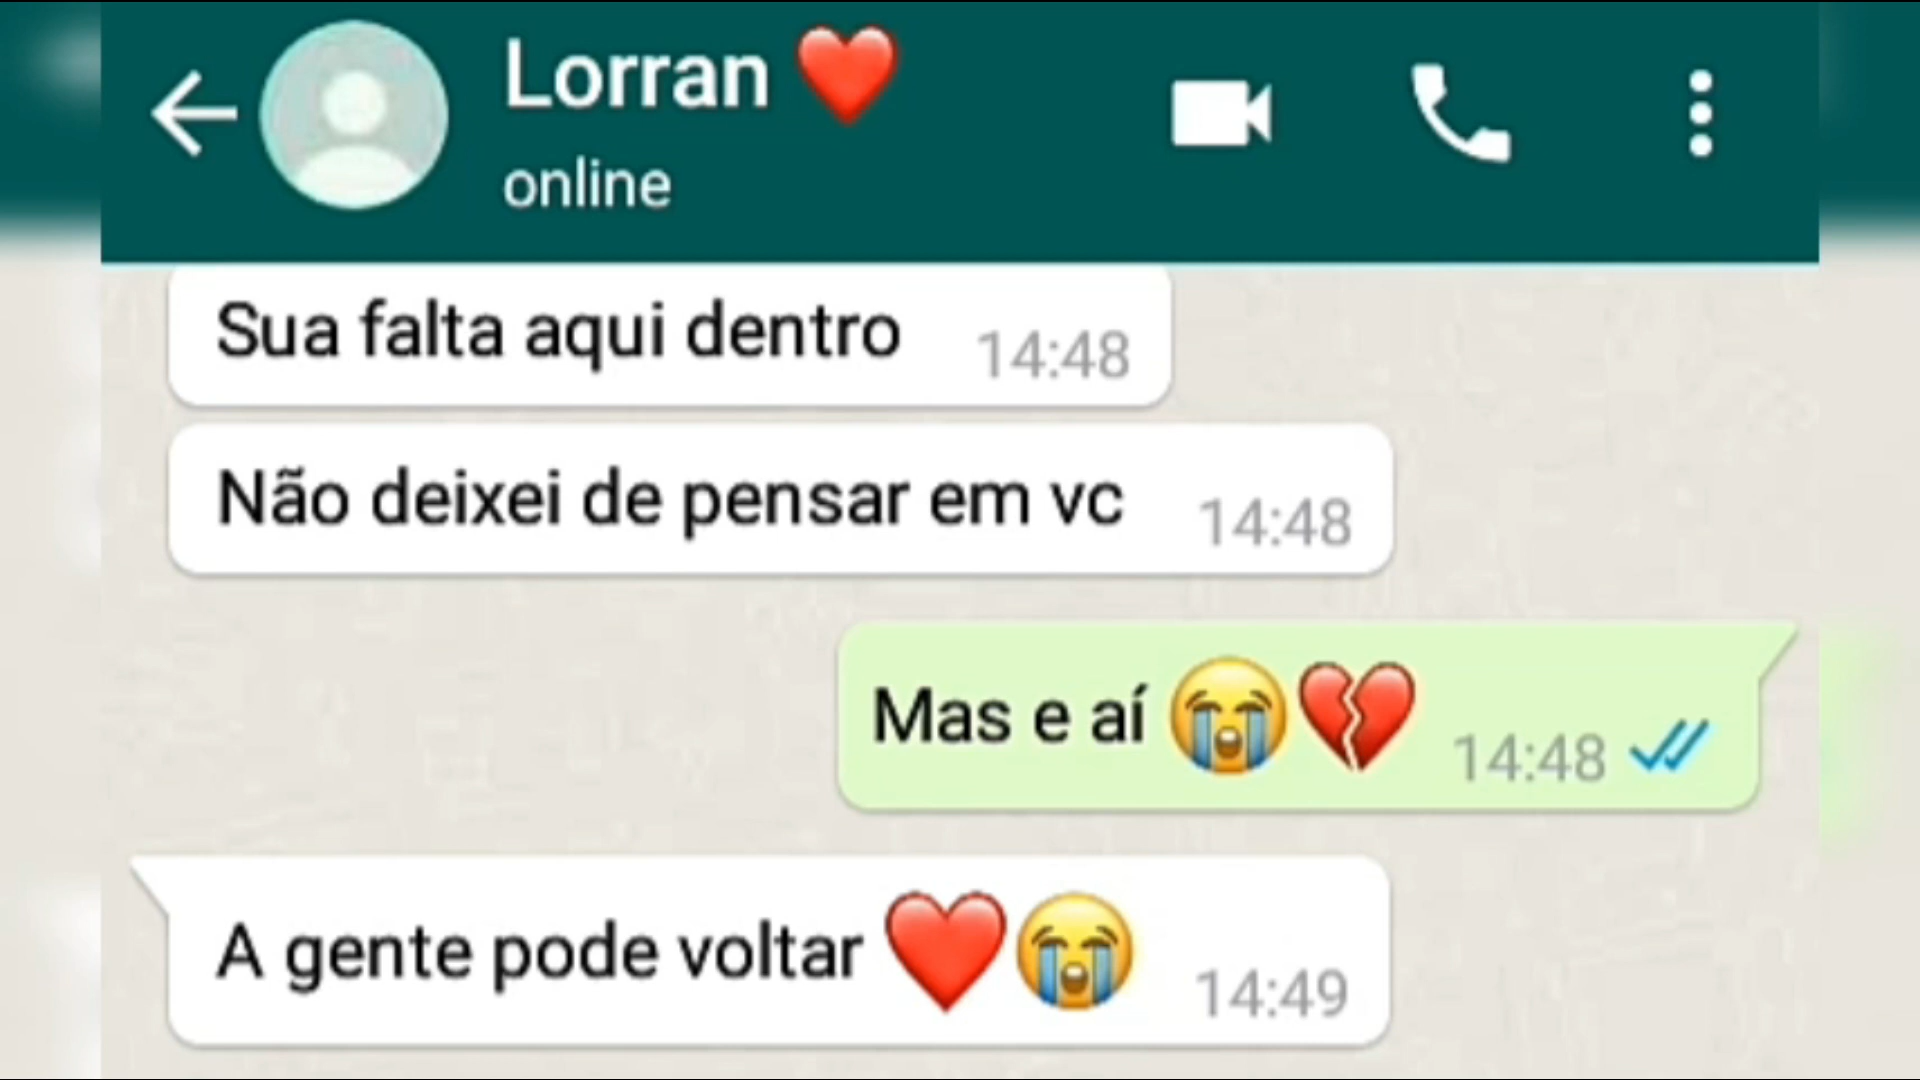 Lorran ❤️
online
Sua falta aqui dentro 14:48
Não deixei de pensar em vc 14:48
Mas e aí 😭💔 14:48
A gente pode voltar ❤️😭 14:49